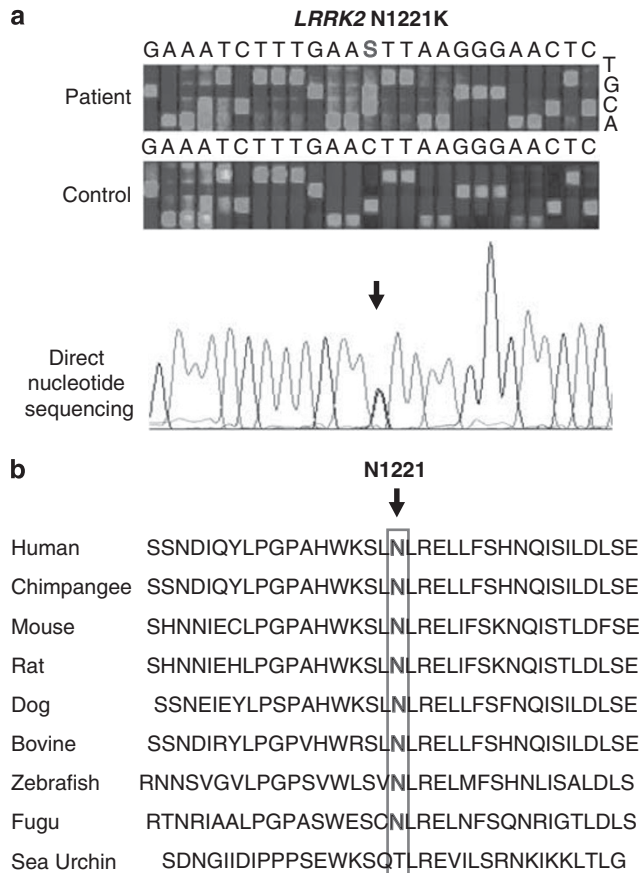 a
LRRK2 N1221K
GAAATCTTTGAASTTAAGGGAACTC
Patient
T
G
C
A
GAAATCTTTGAACTTAAGGGAACTC
Control
Direct
nucleotide
sequencing
b
N1221
Human SSNDIQYLPGPAHWKSLNLRELLFSHNQISILDLSE
Chimpangee SSNDIQYLPGPAHWKSLNLRELLFSHNQISILDLSE
Mouse SHNNIECLPGPAHWKSLNLRELIFSKNQISTLDFSE
Rat SHNNIEHLPGPAHWKSLNLRELIFSKNQISTLDLSE
Dog SSNEIEYLPSPAHWKSLNLRELLFSFNQISILDLSE
Bovine SSNDIRYLPGPVHWRSLNLRELLFSHNQISILDLSE
Zebrafish RNNSVGVLPGPSVWLSVNLRELMFSHNLISALDLS
Fugu RTNRIAALPGPASWESCNLRELNFSQNRIGTLDLS
Sea Urchin SDNGIIDIPPPSEWKSQTLREVILSRNKIKKLTLG